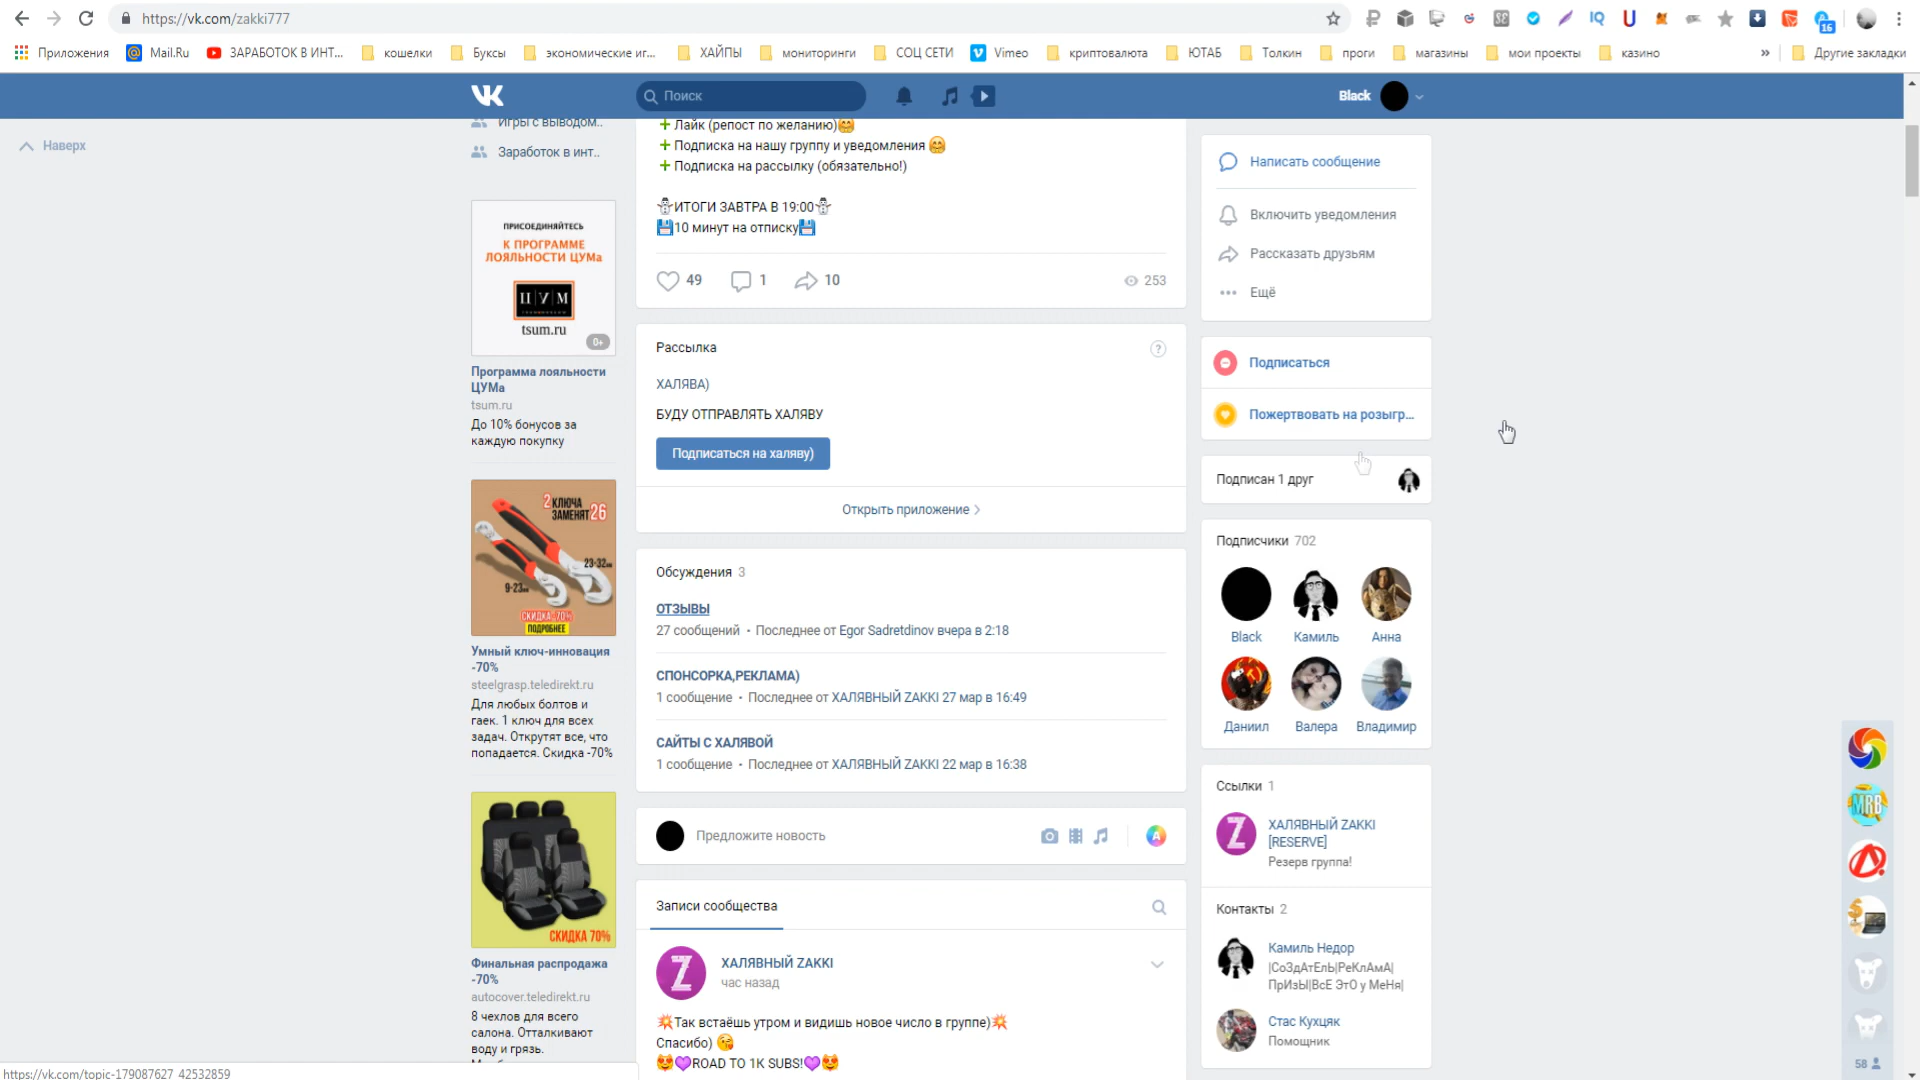 https://vk.com/zakki777
16
Приложения
Mail.Ru
ЗАРАБОТОК В ИНТ...
кошелки
Буксы
экономические иг...
ХАЙПЫ
мониторинги
СОЦ СЕТИ
Vimeo
криптовалюта
ЮТАБ
Толкин
проги
магазины
мои проекты
казино
»
Другие закладки
Поиск
Black
Наверх
Игры с выводом..
Заработок в инт..
ПРИСОЕДИНЯЙТЕСЬ
К ПРОГРАММЕ
ЛОЯЛЬНОСТИ ЦУМа
ЦУМ
tsum.ru
0+
Программа лояльности
ЦУМа
tsum.ru
До 10% бонусов за
каждую покупку
2 КЛЮЧА
ЗАМЕНЯТ 26
23-32мм
9-23мм
СКИДКА 70%
ПОДРОБНЕЕ
Умный ключ-инновация
-70%
steelgrasp.teledirekt.ru
Для любых болтов и
гаек. 1 ключ для всех
задач. Открутят все, что
попадается. Скидка -70%
СКИДКА 70%
Финальная распродажа
-70%
autocover.teledirekt.ru
8 чехлов для всего
салона. Отталкивают
воду и грязь.
Лайк (репост по желанию)🤗
Подписка на нашу группу и уведомления 🤗
Подписка на рассылку (обязательно!)
⛄ИТОГИ ЗАВТРА В 19:00⛄
💾10 минут на отписку💾
49
1
10
253
Рассылка
?
ХАЛЯВА)
БУДУ ОТПРАВЛЯТЬ ХАЛЯВУ
Подписаться на халяву)
Открыть приложение >
Обсуждения 3
ОТЗЫВЫ
27 сообщений • Последнее от Egor Sadretdinov вчера в 2:18
СПОНСОРКА,РЕКЛАМА)
1 сообщение • Последнее от ХАЛЯВНЫЙ ZAKKI 27 мар в 16:49
САЙТЫ С ХАЛЯВОЙ
1 сообщение • Последнее от ХАЛЯВНЫЙ ZAKKI 22 мар в 16:38
Предложите новость
Записи сообщества
Z
ХАЛЯВНЫЙ ZAKKI
час назад
💥Так встаёшь утром и видишь новое число в группе)💥
Спасибо) 😘
😍💜ROAD TO 1K SUBS!💜😍
Написать сообщение
Включить уведомления
Рассказать друзьям
Ещё
Подписаться
Пожертвовать на розыгр...
Подписан 1 друг
Подписчики 702
Black
Камиль
Анна
Даниил
Валера
Владимир
Ссылки 1
Z
ХАЛЯВНЫЙ ZAKKI
[RESERVE]
Резерв группа!
Контакты 2
Камиль Недор
|СоЗдАтЕлЬ|РеКлАмА|
ПрИзЫ|ВсЕ ЭтО у МеНя|
Стас Кухцяк
Помощник
MRB
58
https://vk.com/topic-179087627_42532859